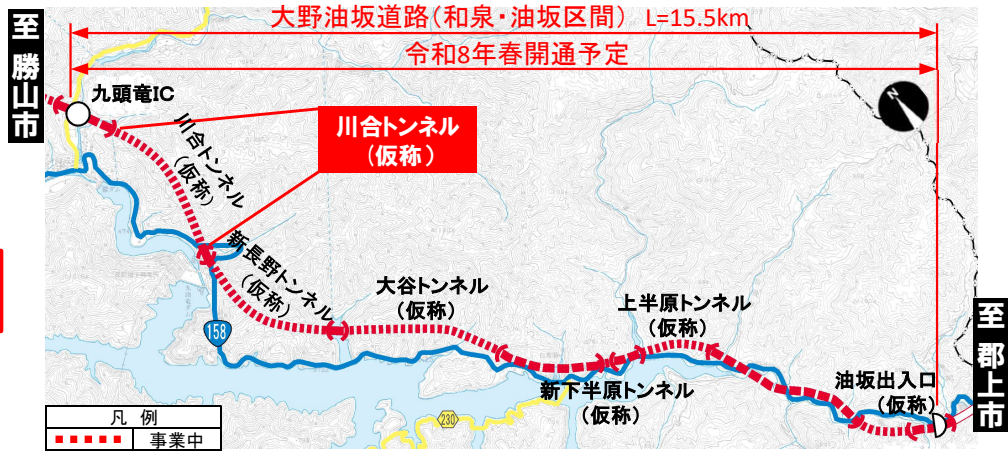 大野油坂道路(和泉・油坂区間) L=15.5km
令和8年春開通予定
至 勝山市
九頭竜IC
川合トンネル
(仮称)
川合トンネル
(仮称)
新長野トンネル
(仮称)
大谷トンネル
(仮称)
上半原トンネル
(仮称)
158
新下半原トンネル
(仮称)
油坂出入口
(仮称)
至 郡上市
230
N
凡 例
事業中